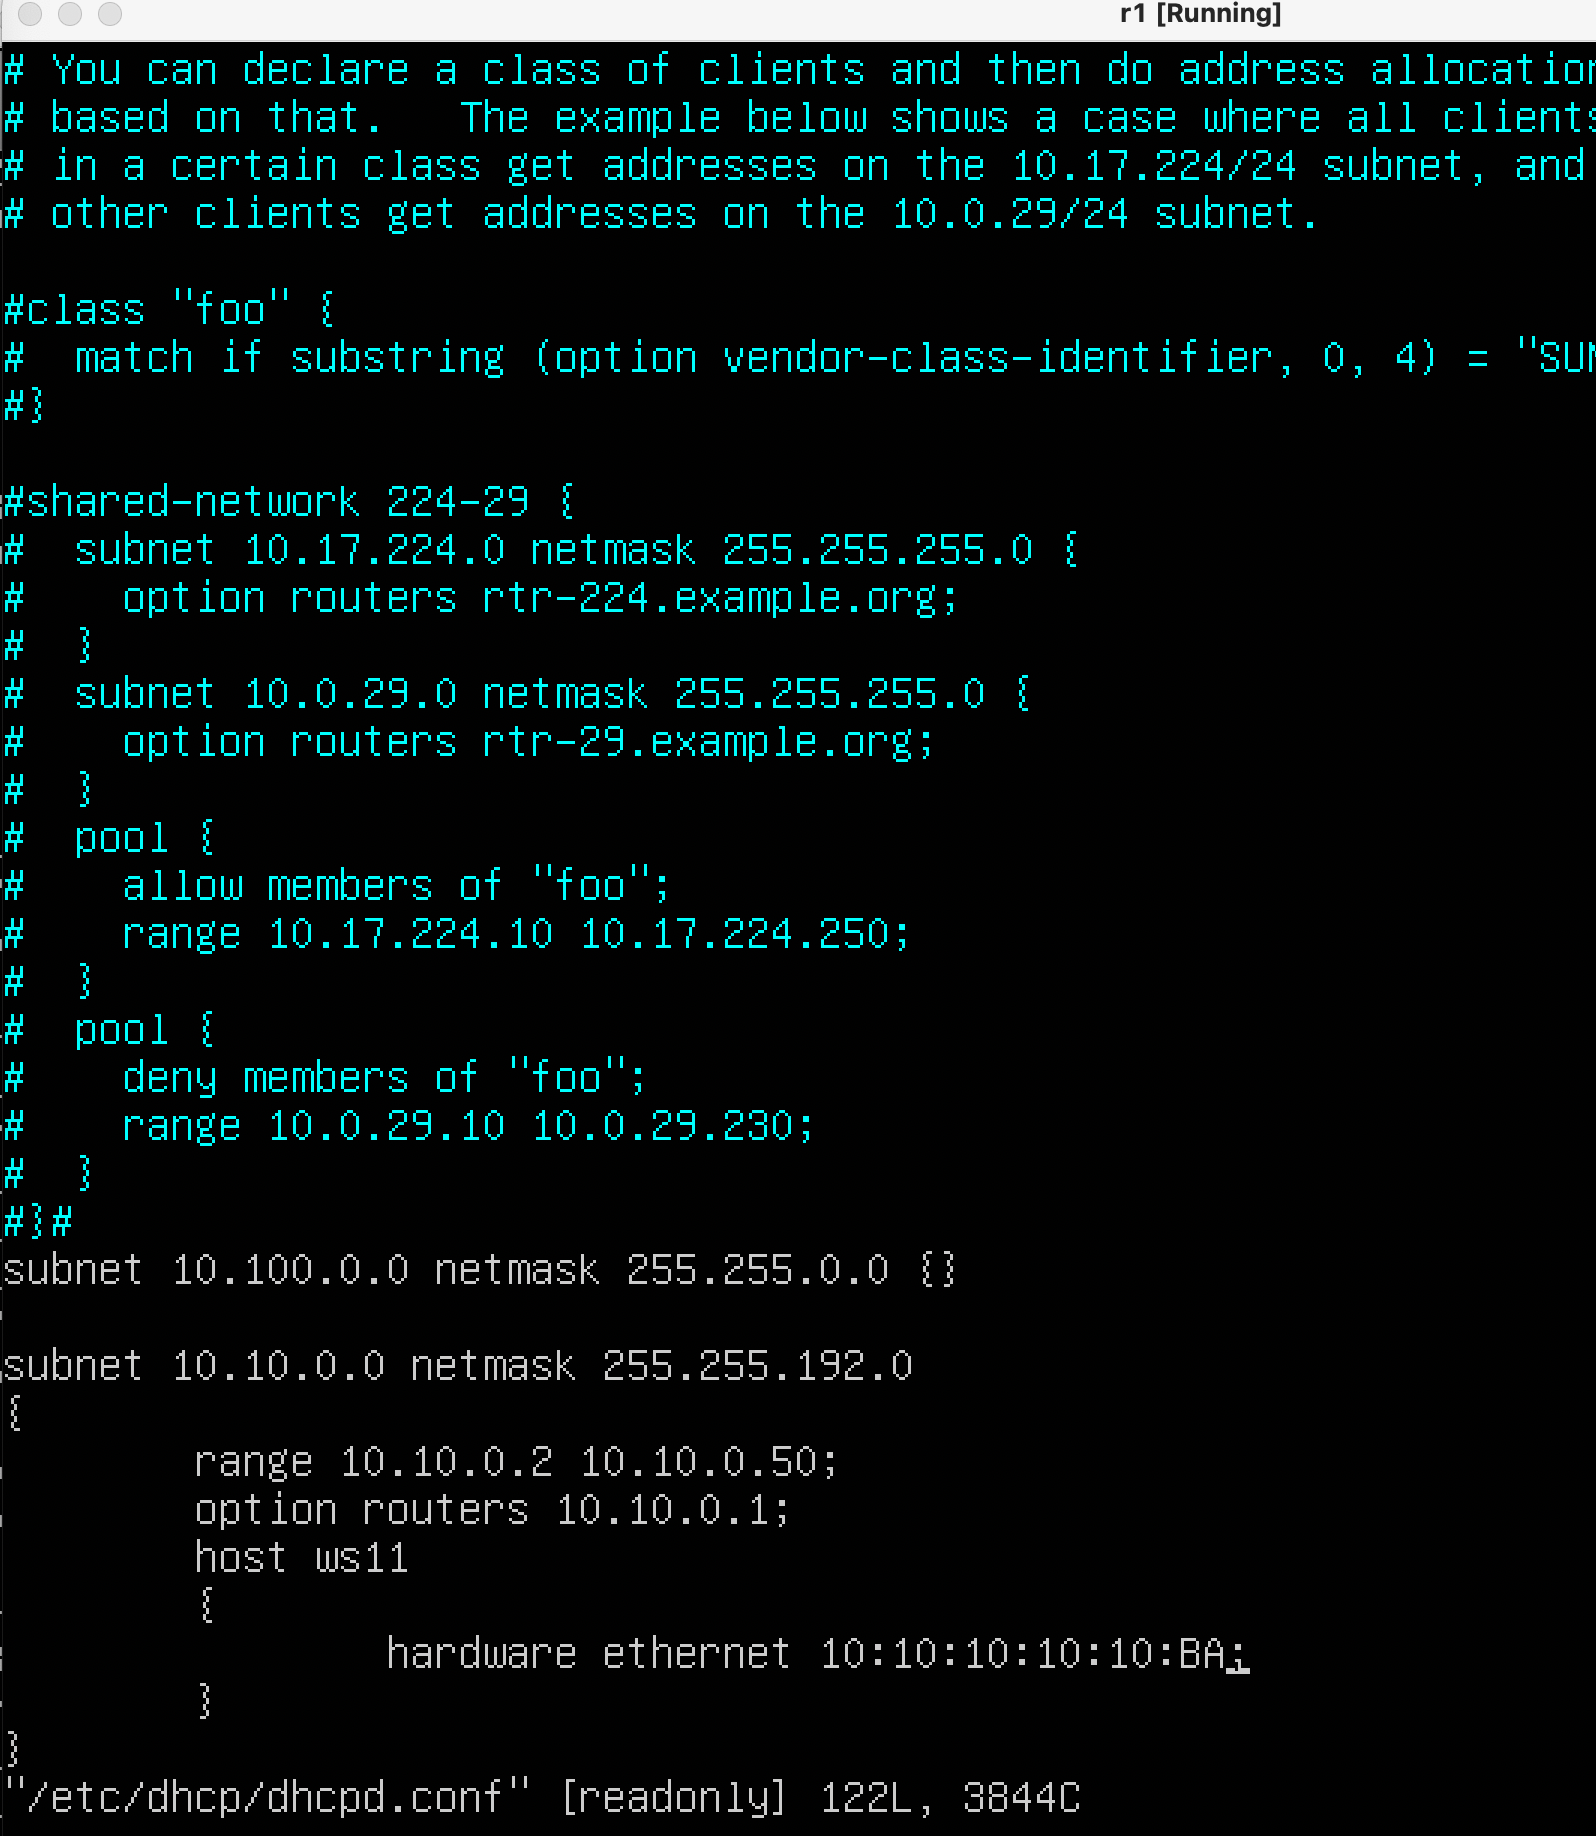 r1 [Running]
# You can declare a class of clients and then do address allocation
# based on that.   The example below shows a case where all clients
# in a certain class get addresses on the 10.17.224/24 subnet, and
# other clients get addresses on the 10.0.29/24 subnet.
#class "foo" {
#  match if substring (option vendor-class-identifier, 0, 4) = "SUN
#}
#shared-network 224-29 {
#  subnet 10.17.224.0 netmask 255.255.255.0 {
#    option routers rtr-224.example.org;
#  }
#  subnet 10.0.29.0 netmask 255.255.255.0 {
#    option routers rtr-29.example.org;
#  }
#  pool {
#    allow members of "foo";
#    range 10.17.224.10 10.17.224.250;
#  }
#  pool {
#    deny members of "foo";
#    range 10.0.29.10 10.0.29.230;
#  }
#}#
subnet 10.100.0.0 netmask 255.255.0.0 {}
subnet 10.10.0.0 netmask 255.255.192.0
{
        range 10.10.0.2 10.10.0.50;
        option routers 10.10.0.1;
        host ws11
        {
                hardware ethernet 10:10:10:10:10:BA;
        }
}
"/etc/dhcp/dhcpd.conf" [readonly] 122L, 3844C